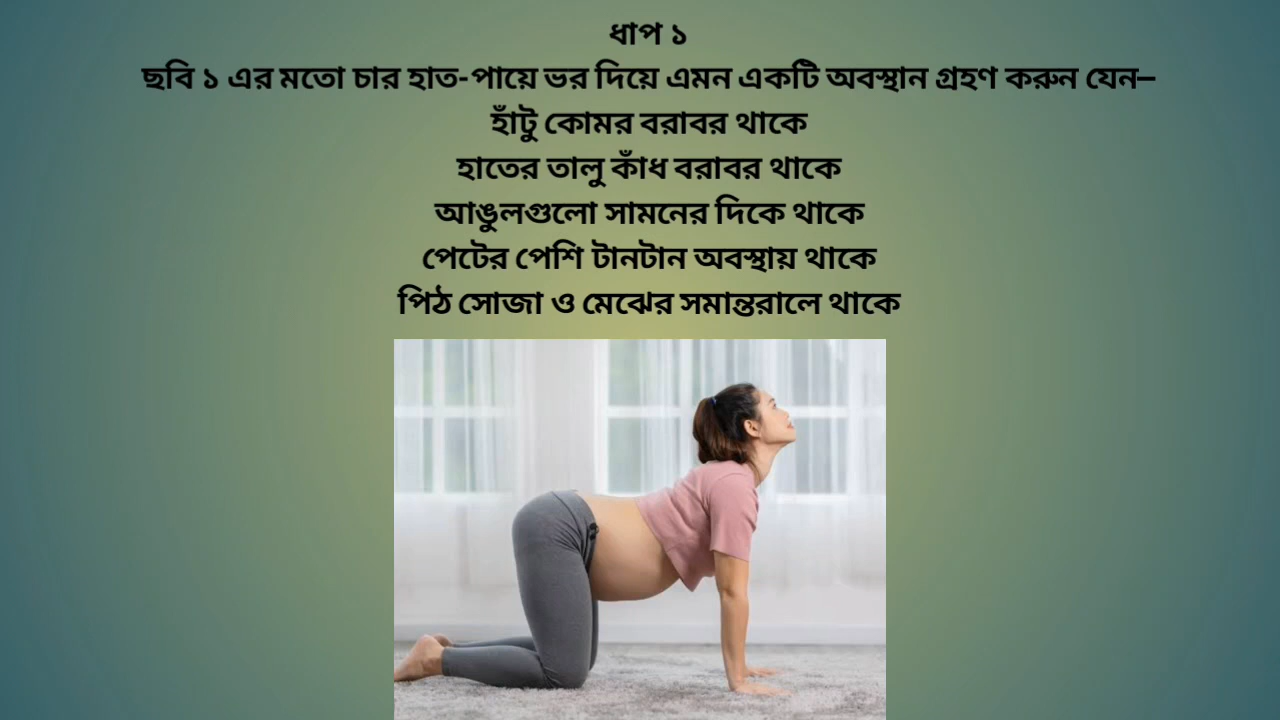 ধাপ ১
ছবি ১ এর মতো চার হাত-পায়ে ভর দিয়ে এমন একটি অবস্থান গ্রহণ করুন যেন–
হাঁটু কোমর বরাবর থাকে
হাতের তালু কাঁধ বরাবর থাকে
আঙুলগুলো সামনের দিকে থাকে
পেটের পেশি টানটান অবস্থায় থাকে
পিঠ সোজা ও মেঝের সমান্তরালে থাকে